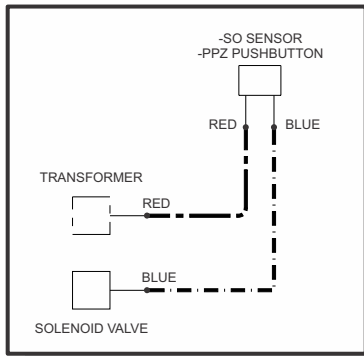 -SO SENSOR
-PPZ PUSHBUTTON
RED BLUE
TRANSFORMER
RED
BLUE
SOLENOID VALVE